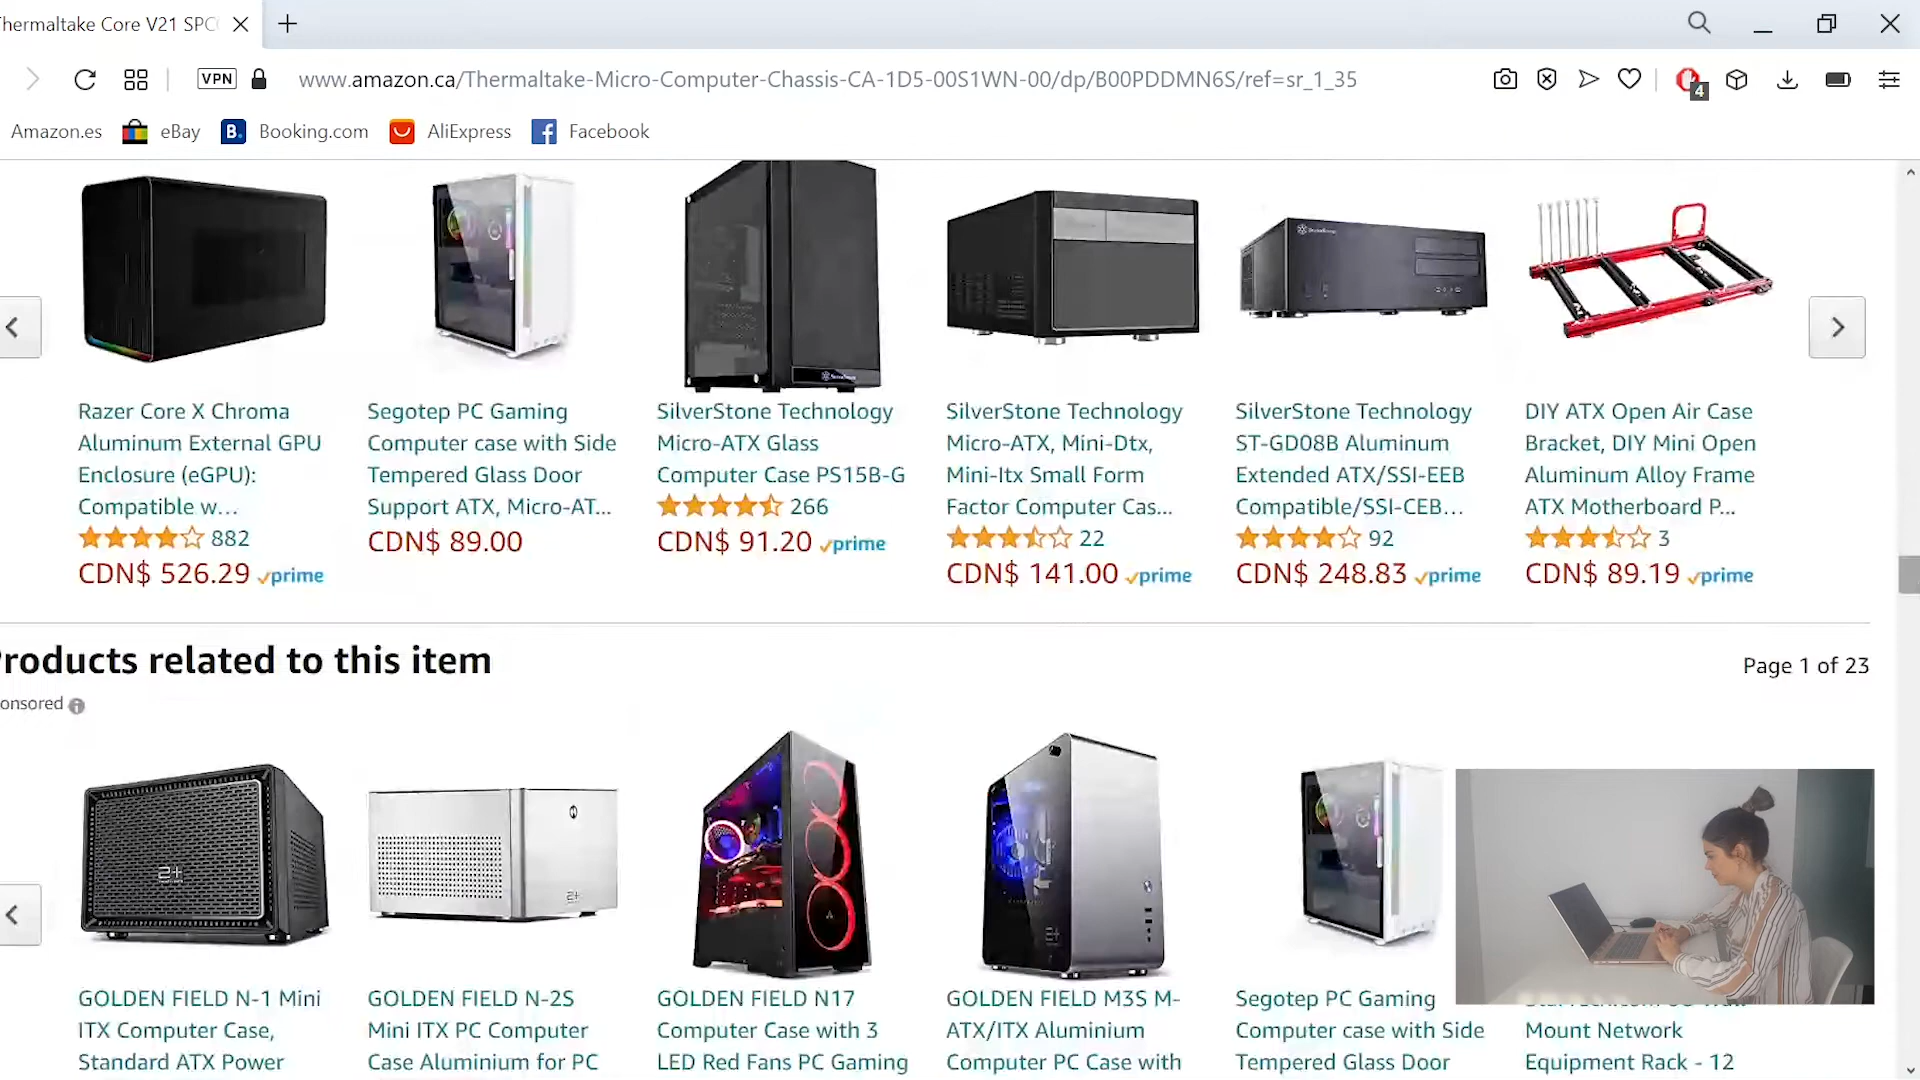 Thermaltake Core V21 SPC
VPN
www.amazon.ca/Thermaltake-Micro-Computer-Chassis-CA-1D5-00S1WN-00/dp/B00PDDMN6S/ref=sr_1_35
4
Amazon.es
eBay
B.
Booking.com
AliExpress
Facebook
Razer Core X Chroma
Aluminum External GPU
Enclosure (eGPU):
Compatible w...
882
CDN$ 526.29 prime
Segotep PC Gaming
Computer case with Side
Tempered Glass Door
Support ATX, Micro-AT...
CDN$ 89.00
SilverStone Technology
Micro-ATX Glass
Computer Case PS15B-G
266
CDN$ 91.20 prime
SilverStone Technology
Micro-ATX, Mini-Dtx,
Mini-Itx Small Form
Factor Computer Cas...
22
CDN$ 141.00 prime
SilverStone Technology
ST-GD08B Aluminum
Extended ATX/SSI-EEB
Compatible/SSI-CEB...
92
CDN$ 248.83 prime
DIY ATX Open Air Case
Bracket, DIY Mini Open
Aluminum Alloy Frame
ATX Motherboard P...
3
CDN$ 89.19 prime
Products related to this item
Page 1 of 23
onsored
GOLDEN FIELD N-1 Mini
ITX Computer Case,
Standard ATX Power
GOLDEN FIELD N-2S
Mini ITX PC Computer
Case Aluminium for PC
GOLDEN FIELD N17
Computer Case with 3
LED Red Fans PC Gaming
GOLDEN FIELD M3S M-
ATX/ITX Aluminium
Computer PC Case with
Segotep PC Gaming
Computer case with Side
Tempered Glass Door
Mount Network
Equipment Rack - 12